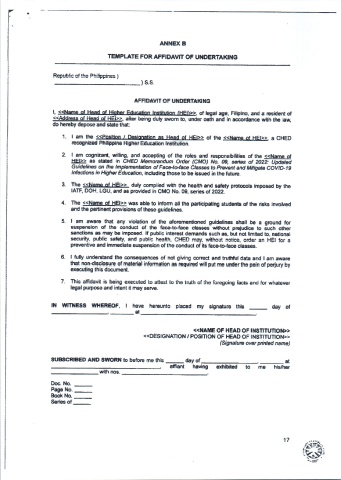 ANNEX B
TEMPLATE FOR AFFIDAVIT OF UNDERTAKING
Republic of the Philippines )
____________________ ) S.S.
AFFIDAVIT OF UNDERTAKING
I, <<Name of Head of Higher Education Institution (HEI)>>, of legal age, Filipino, and a resident of
<<Address of Head of HEI>>, after being duly sworn to, under oath and in accordance with the law,
do hereby depose and state that:
1. I am the <<Position / Designation as Head of HEI>> of the <<Name of HEI>>, a CHED
recognized Philippine Higher Education Institution.
2. I am cognizant, willing, and accepting of the roles and responsibilities of the <<Name of
HEI>> as stated in CHED Memorandum Order (CMO) No. 09, series of 2022: Updated
Guidelines on the Implementation of Face-to-Face Classes to Prevent and Mitigate COVID-19
Infections in Higher Education, including those to be issued in the future.
3. The <<Name of HEI>> duly complied with the health and safety protocols imposed by the
IATF, DOH, LGU, and as provided in CMO No. 09, series of 2022.
4. The <<Name of HEI>> was able to inform all the participating students of the risks involved
and the pertinent provisions of these guidelines.
5. I am aware that any violation of the aforementioned guidelines shall be a ground for
suspension of the conduct of the face-to-face classes without prejudice to such other
sanctions as may be imposed. If public interest demands such as, but not limited to, national
security, public safety, and public health, CHED may, without notice, order an HEI for a
preventive and immediate suspension of the conduct of its face-to-face classes.
6. I fully understand the consequences of not giving correct and truthful data and I am aware
that non-disclosure of material information as required will put me under the pain of perjury by
executing this document.
7. This affidavit is being executed to attest to the truth of the foregoing facts and for whatever
legal purpose and intent it may serve.
IN WITNESS WHEREOF, I have hereunto placed my signature this _____ day of
____________, ______ at ____________________.
<<NAME OF HEAD OF INSTITUTION>>
<<DESIGNATION / POSITION OF HEAD OF INSTITUTION>>
(Signature over printed name)
SUBSCRIBED AND SWORN to before me this _____ day of ____________, ______ at
____________________, affiant having exhibited to me his/her
____________ with nos. ____________________.
Doc. No. _____
Page No. _____
Book No. _____
Series of _____
17